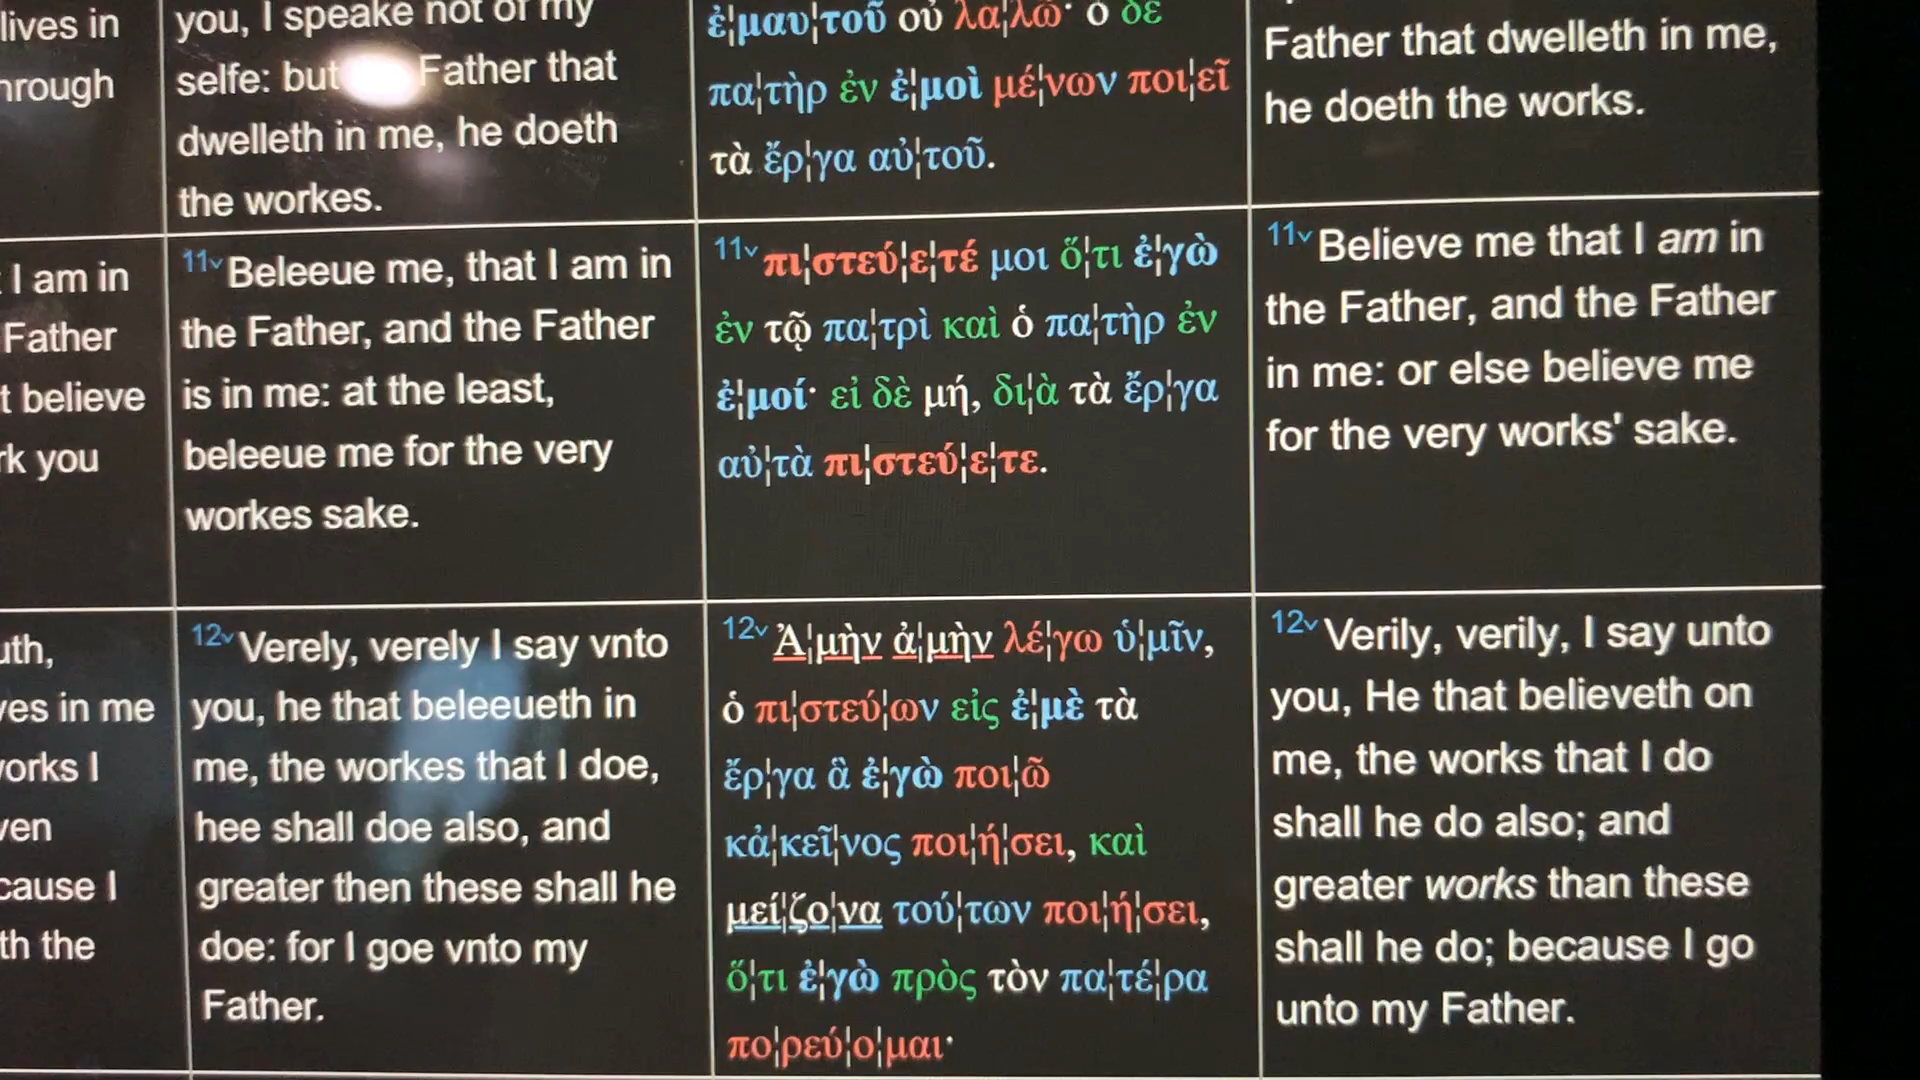 lives in
hrough
I am in
Father
t believe
rk you
uth,
ves in me
vorks I
ven
cause I
th the
you, I speake not of my
selfe: but Father that
dwelleth in me, he doeth
the workes.
11v Beleeue me, that I am in
the Father, and the Father
is in me: at the least,
beleeue me for the very
workes sake.
12v Verely, verely I say vnto
you, he that beleeueth in
me, the workes that I doe,
hee shall doe also, and
greater then these shall he
doe: for I goe vnto my
Father.
ἐ¦μαυ¦τοῦ οὐ λα¦λῶ· ὁ δὲ
πα¦τὴρ ἐν ἐ¦μοὶ μέ¦νων ποι¦εῖ
τὰ ἔρ¦γα αὐ¦τοῦ.
11v πι¦στεύ¦ε¦τέ μοι ὅ¦τι ἐ¦γὼ
ἐν τῷ πα¦τρὶ καὶ ὁ πα¦τὴρ ἐν
ἐ¦μοί· εἰ δὲ μή, δι¦ὰ τὰ ἔρ¦γα
αὐ¦τὰ πι¦στεύ¦ε¦τε.
12v Ἀ¦μὴν ἀ¦μὴν λέ¦γω ὑ¦μῖν,
ὁ πι¦στεύ¦ων εἰς ἐ¦μὲ τὰ
ἔρ¦γα ἃ ἐ¦γὼ ποι¦ῶ
κἀ¦κεῖ¦νος ποι¦ή¦σει, καὶ
μεί¦ζο¦να τού¦των ποι¦ή¦σει,
ὅ¦τι ἐ¦γὼ πρὸς τὸν πα¦τέ¦ρα
πο¦ρεύ¦ο¦μαι·
Father that dwelleth in me,
he doeth the works.
11v Believe me that I am in
the Father, and the Father
in me: or else believe me
for the very works' sake.
12v Verily, verily, I say unto
you, He that believeth on
me, the works that I do
shall he do also; and
greater works than these
shall he do; because I go
unto my Father.